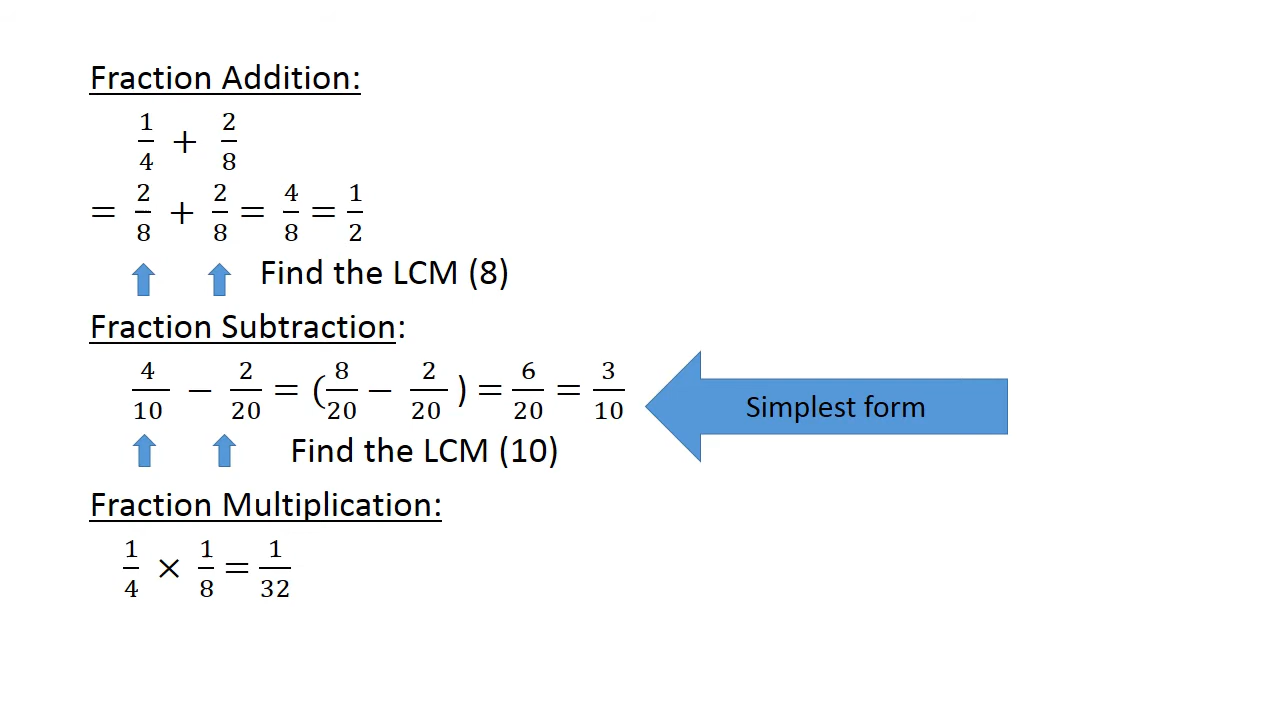 Fraction Addition:
1/4 + 2/8
= 2/8 + 2/8 = 4/8 = 1/2
Find the LCM (8)
Fraction Subtraction:
4/10 − 2/20 = (8/20 − 2/20) = 6/20 = 3/10
Simplest form
Find the LCM (10)
Fraction Multiplication:
1/4 × 1/8 = 1/32